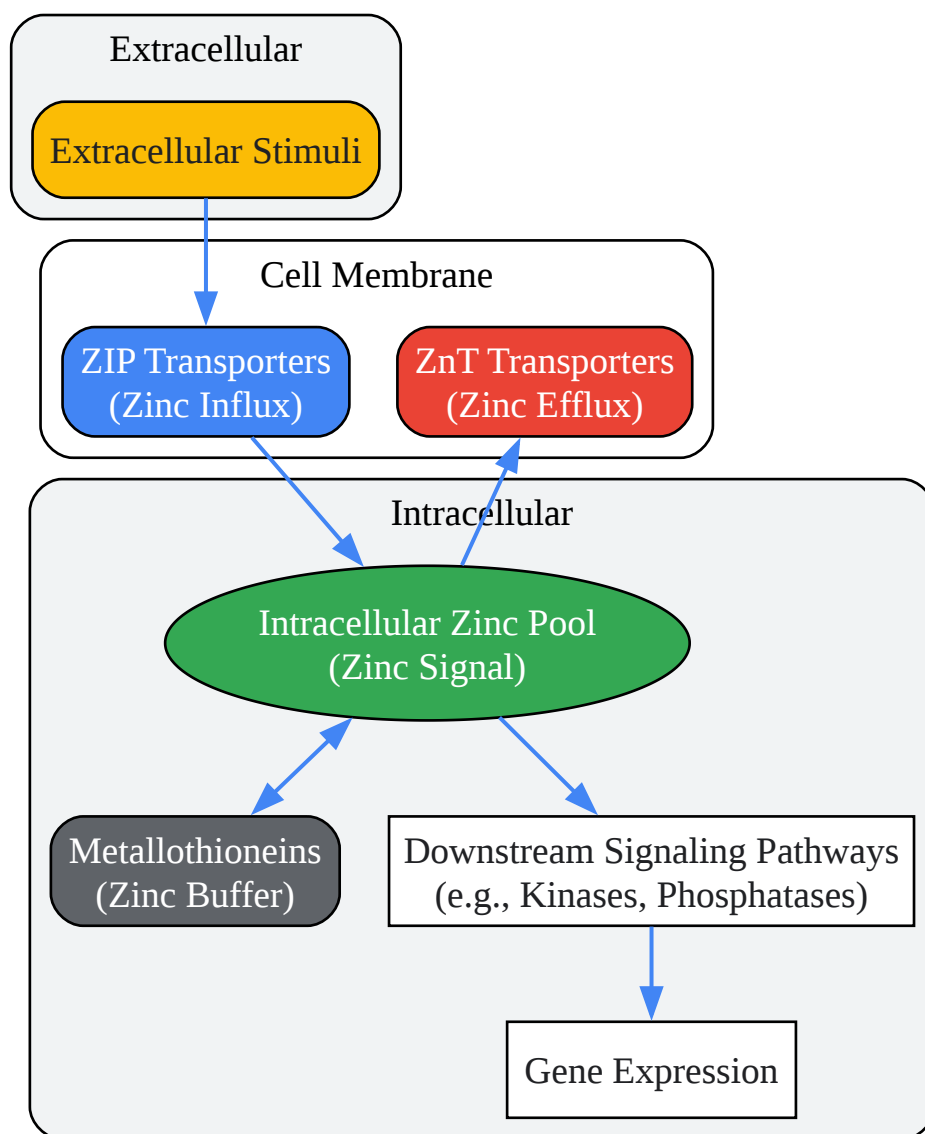 Extracellular
Extracellular Stimuli
Cell Membrane
ZIP Transporters
(Zinc Influx)
ZnT Transporters
(Zinc Efflux)
Intracellular
Intracellular Zinc Pool
(Zinc Signal)
Metallothioneins
(Zinc Buffer)
Downstream Signaling Pathways
(e.g., Kinases, Phosphatases)
Gene Expression